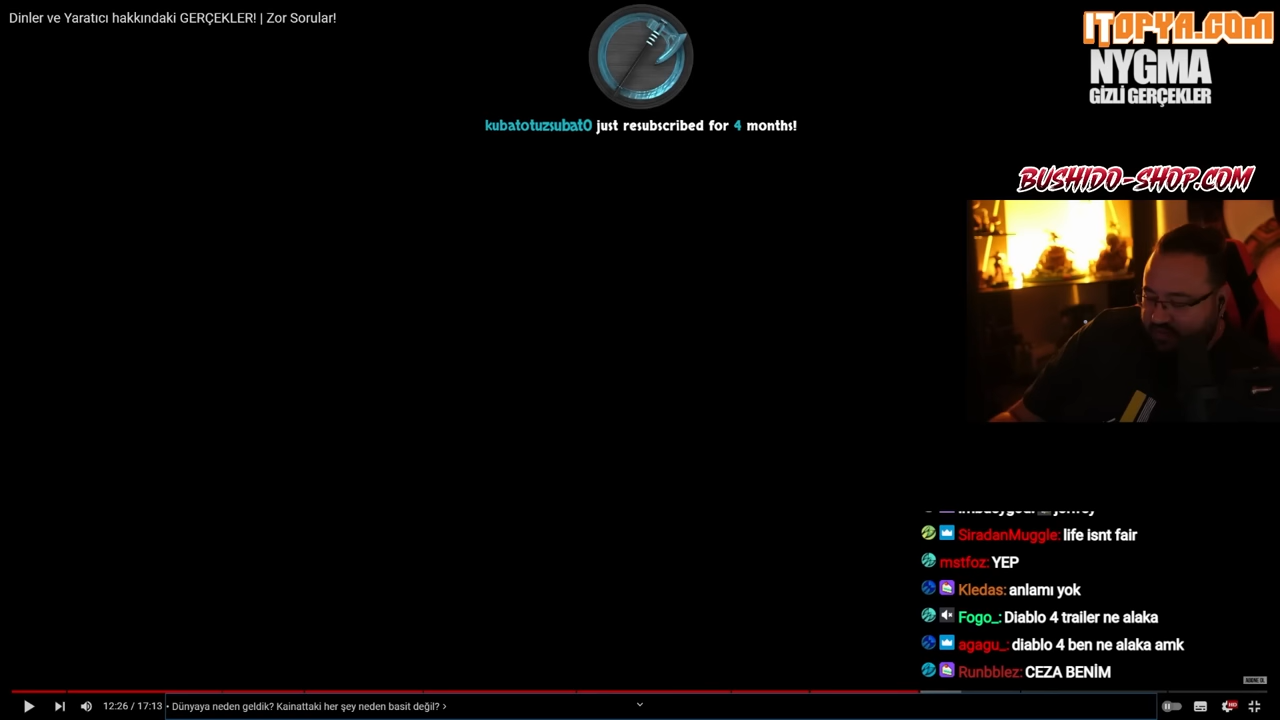 Dinler ve Yaratıcı hakkındaki GERÇEKLER! | Zor Sorular!
ITOPYA.COM
NYGMA
GİZLİ GERÇEKLER
kubatotuzsubat0 just resubscribed for 4 months!
BUSHIDO-SHOP.COM
SiradanMuggle: life isnt fair
mstfoz: YEP
Kledas: anlamı yok
Fogo_: Diablo 4 trailer ne alaka
agagu_: diablo 4 ben ne alaka amk
Runbblez: CEZA BENİM
ABONE OL
12:26 / 17:13 • Dünyaya neden geldik? Kainattaki her şey neden basit değil? ›
HD